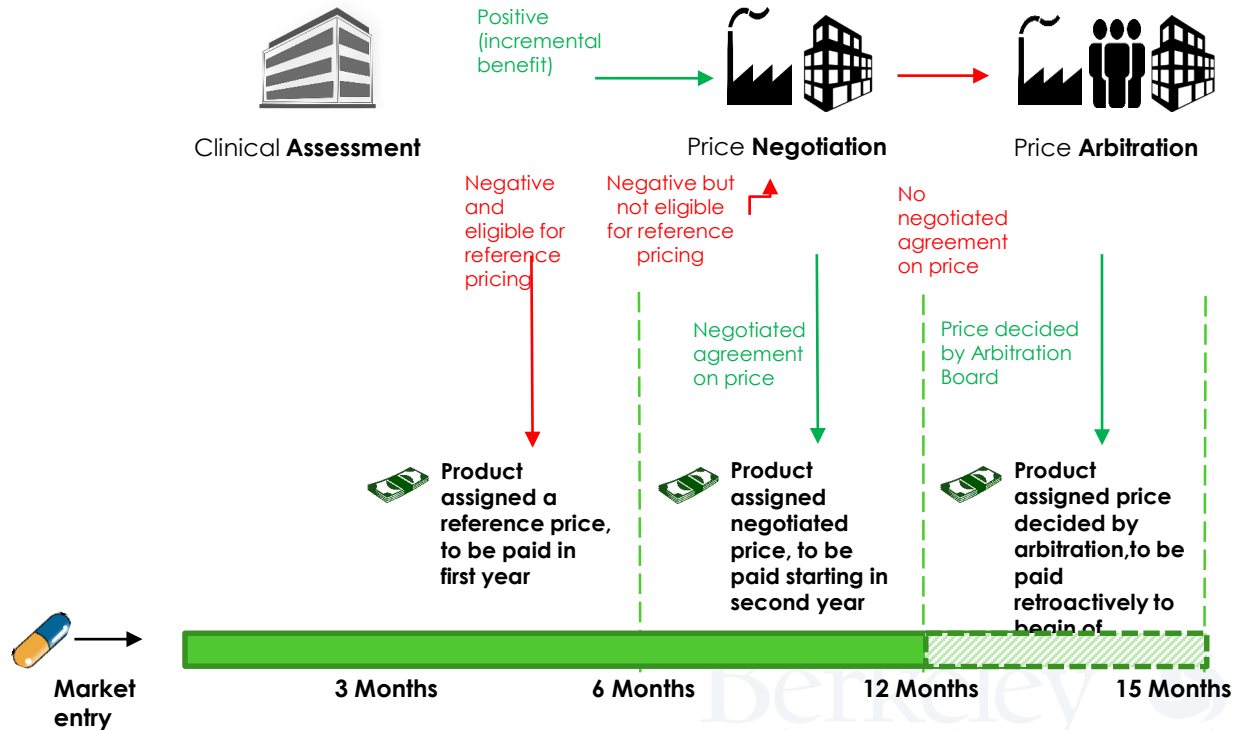 Positive
(incremental
benefit)
Clinical Assessment
Price Negotiation
Price Arbitration
Negative
and
eligible for
reference
pricing
Negative but
not eligible
for reference
pricing
No
negotiated
agreement
on price
Negotiated
agreement
on price
Price decided
by Arbitration
Board
Product
assigned a
reference price,
to be paid in
first year
Product
assigned
negotiated
price, to be
paid starting in
second year
Product
assigned price
decided by
arbitration,to be
paid
retroactively to
begin of
Market
entry
3 Months
6 Months
12 Months
15 Months
Berkeley